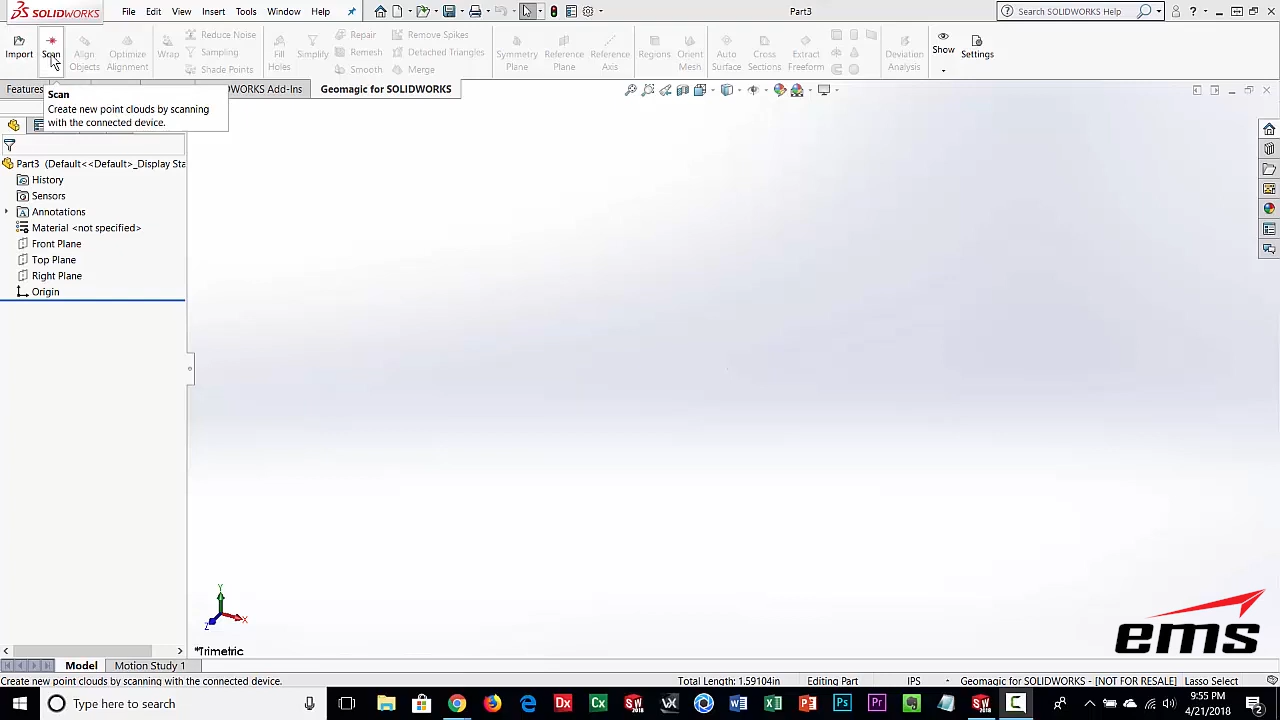 SOLIDWORKS File Edit View Insert Tools Window Help Part3 Search SOLIDWORKS Help
Import Scan Align Objects Optimize Alignment Wrap Reduce Noise Sampling Shade Points Fill Holes Simplify Repair Remesh Smooth Remove Spikes Detached Triangles Merge Symmetry Plane Reference Plane Reference Axis Regions Orient Mesh Auto Surface Cross Sections Extract Freeform Deviation Analysis Show Settings
Features WORKS Add-Ins Geomagic for SOLIDWORKS
Scan
Create new point clouds by scanning
with the connected device.
Part3 (Default<<Default>_Display Sta
History
Sensors
Annotations
Material <not specified>
Front Plane
Top Plane
Right Plane
Origin
Y
X
Z
ems
*Trimetric
Model Motion Study 1
Create new point clouds by scanning with the connected device. Total Length: 1.59104in Editing Part IPS Geomagic for SOLIDWORKS - [NOT FOR RESALE] Lasso Select
Type here to search 9:55 PM
4/21/2018